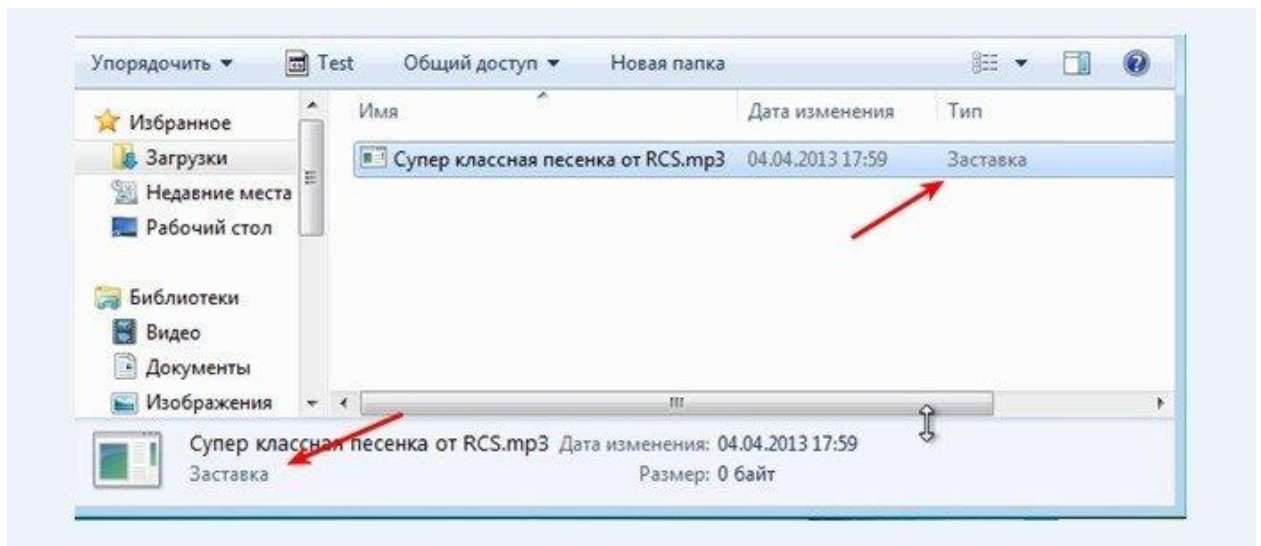 Упорядочить Test Общий доступ Новая папка
Избранное
Загрузки
Недавние места
Рабочий стол
Библиотеки
Видео
Документы
Изображения
Имя Дата изменения Тип
Супер классная песенка от RCS.mp3 04.04.2013 17:59 Заставка
Супер классная песенка от RCS.mp3 Дата изменения: 04.04.2013 17:59
Заставка Размер: 0 байт